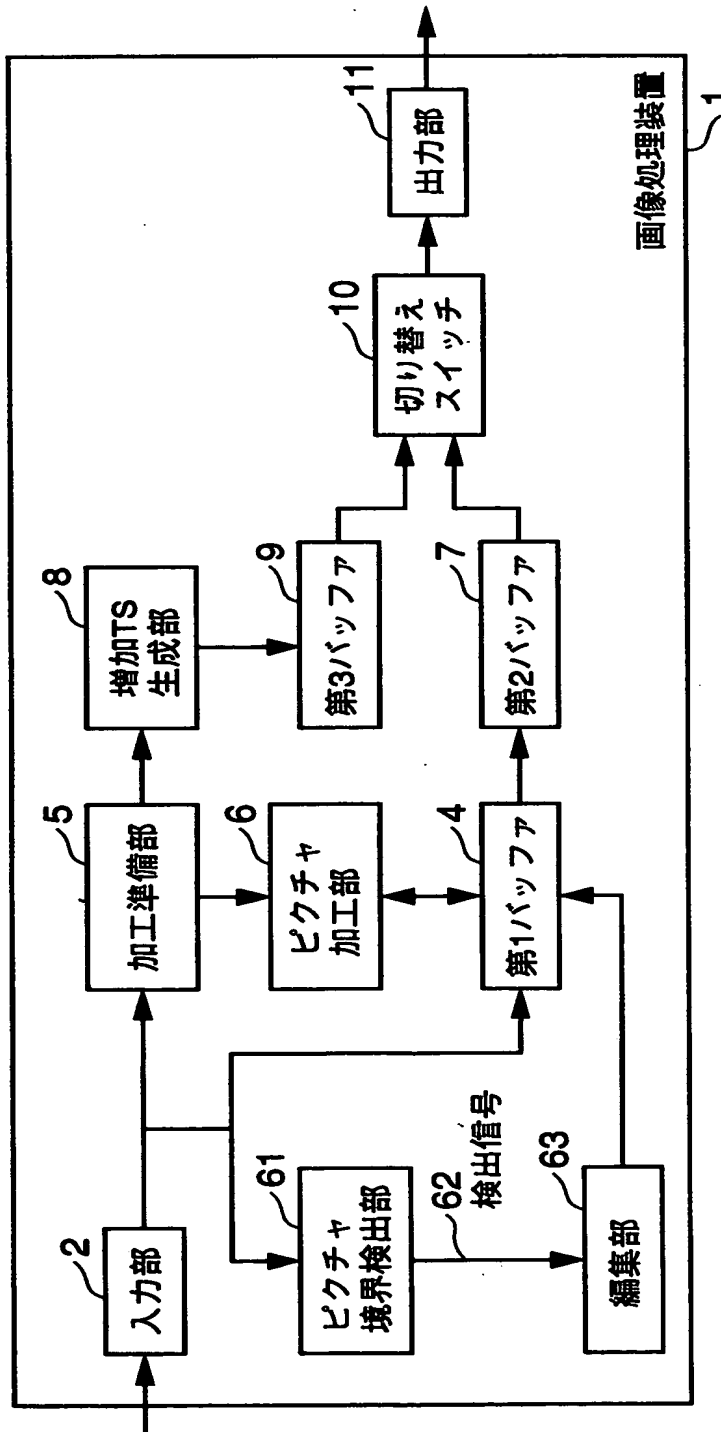 2
入力部
5
加工準備部
8
増加TS
生成部
6
ピクチャ
加工部
9
第3バッファ
10
切り替え
スイッチ
11
出力部
61
ピクチャ
境界検出部
62
検出信号
63
編集部
4
第1バッファ
7
第2バッファ
画像処理装置
1